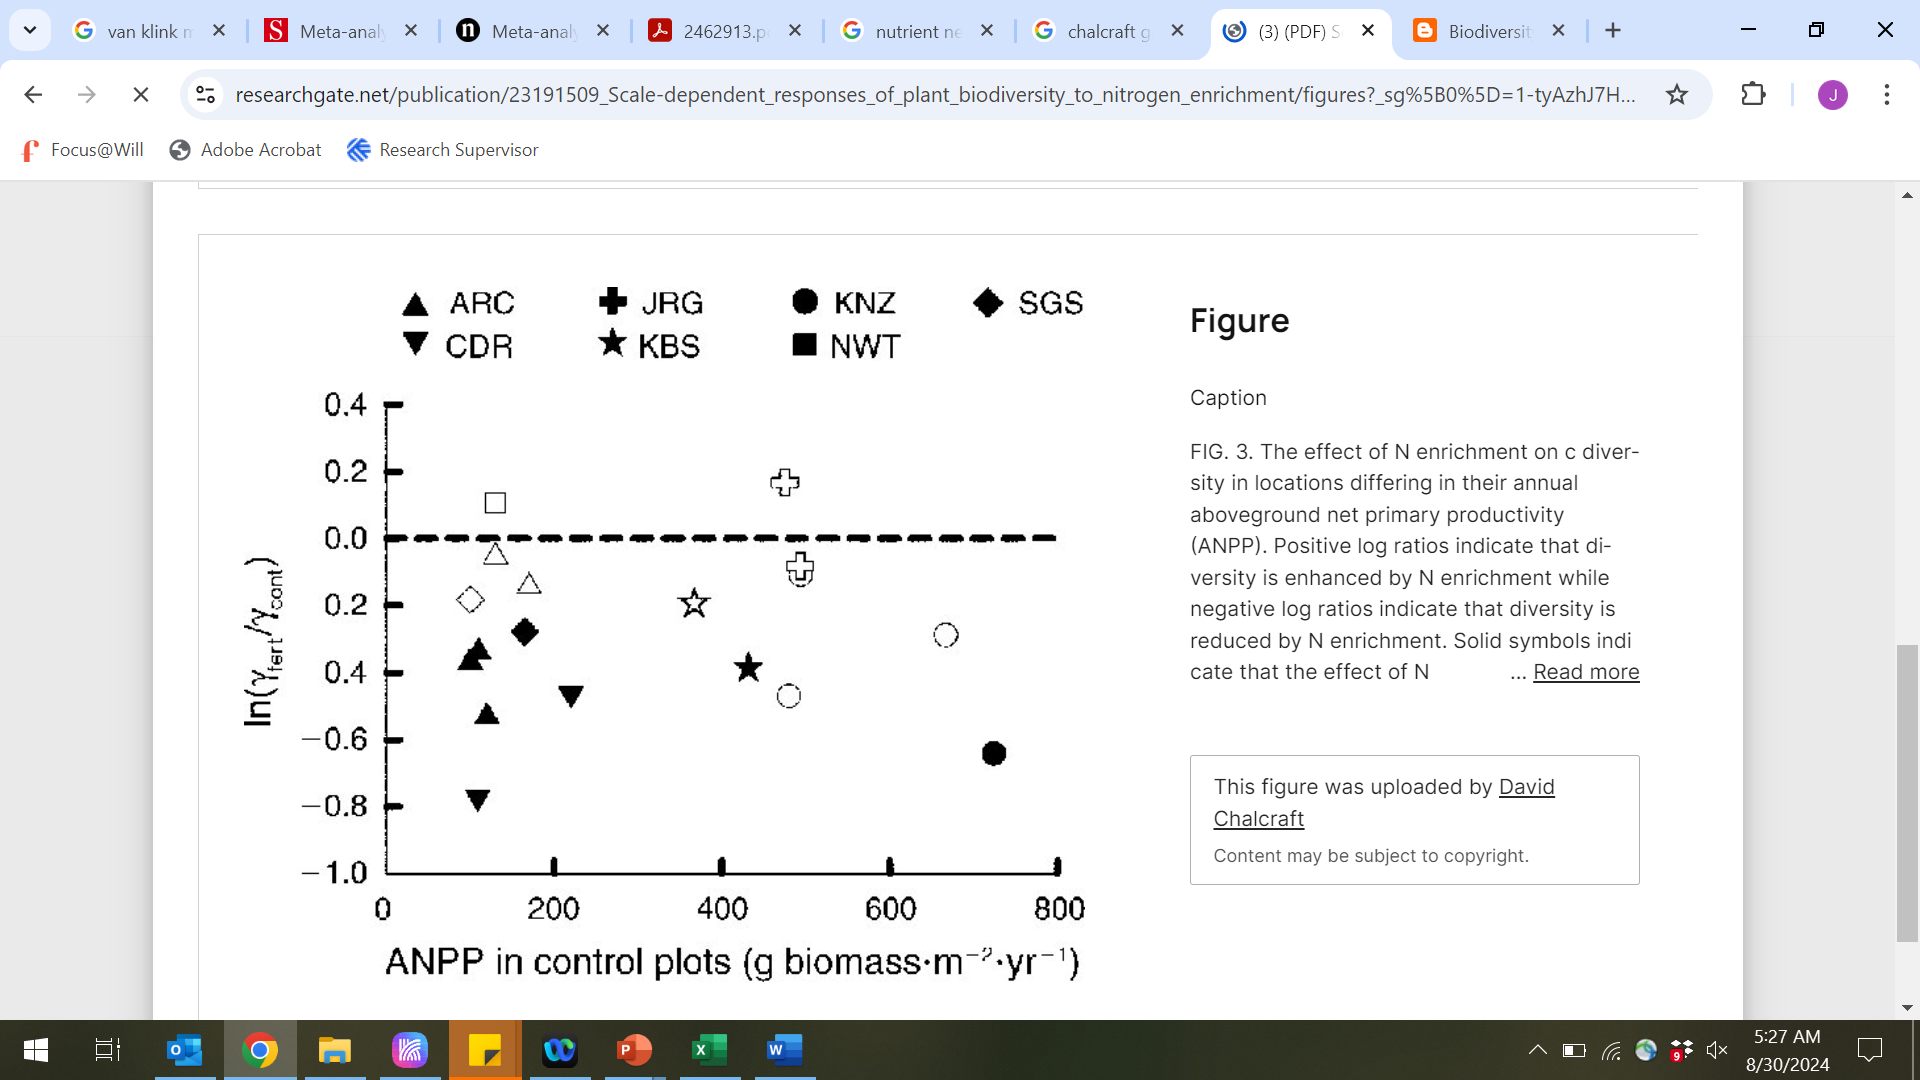 van klink m
Meta-analy
Meta-analy
2462913.p
nutrient ne
chalcraft g
(3) (PDF) S
Biodiversit
researchgate.net/publication/23191509_Scale-dependent_responses_of_plant_biodiversity_to_nitrogen_enrichment/figures?_sg%5B0%5D=1-tyAzhJ7H...
J
Focus@Will
Adobe Acrobat
Research Supervisor
ARC JRG KNZ SGS
CDR KBS NWT
0.4
0.2
0.0
0.2
0.4
−0.6
−0.8
−1.0
ln(γfert/γcont)
0 200 400 600 800
ANPP in control plots (g biomass·m⁻²·yr⁻¹)
Figure
Caption
FIG. 3. The effect of N enrichment on c diver-
sity in locations differing in their annual
aboveground net primary productivity
(ANPP). Positive log ratios indicate that di-
versity is enhanced by N enrichment while
negative log ratios indicate that diversity is
reduced by N enrichment. Solid symbols indi
cate that the effect of N ... Read more
This figure was uploaded by David
Chalcraft
Content may be subject to copyright.
5:27 AM
8/30/2024
9